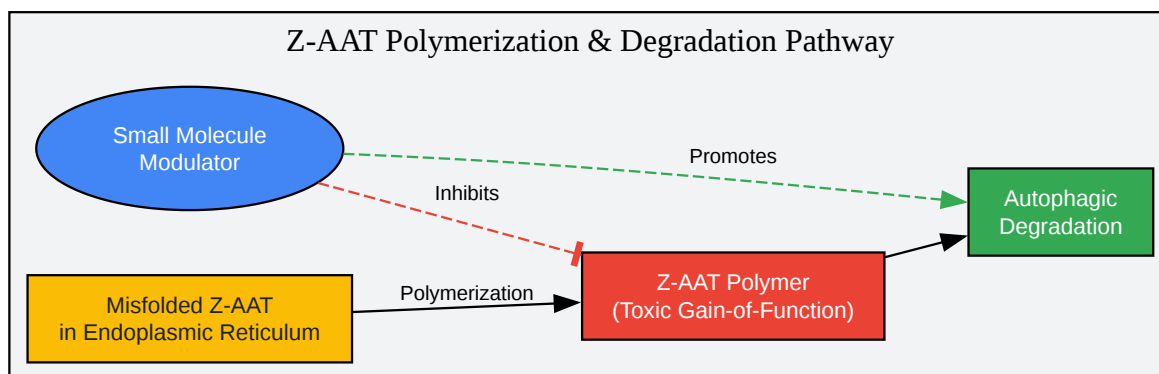 Z-AAT Polymerization & Degradation Pathway
Small Molecule
Modulator
Promotes
Inhibits
Autophagic
Degradation
Misfolded Z-AAT
in Endoplasmic Reticulum
Polymerization
Z-AAT Polymer
(Toxic Gain-of-Function)